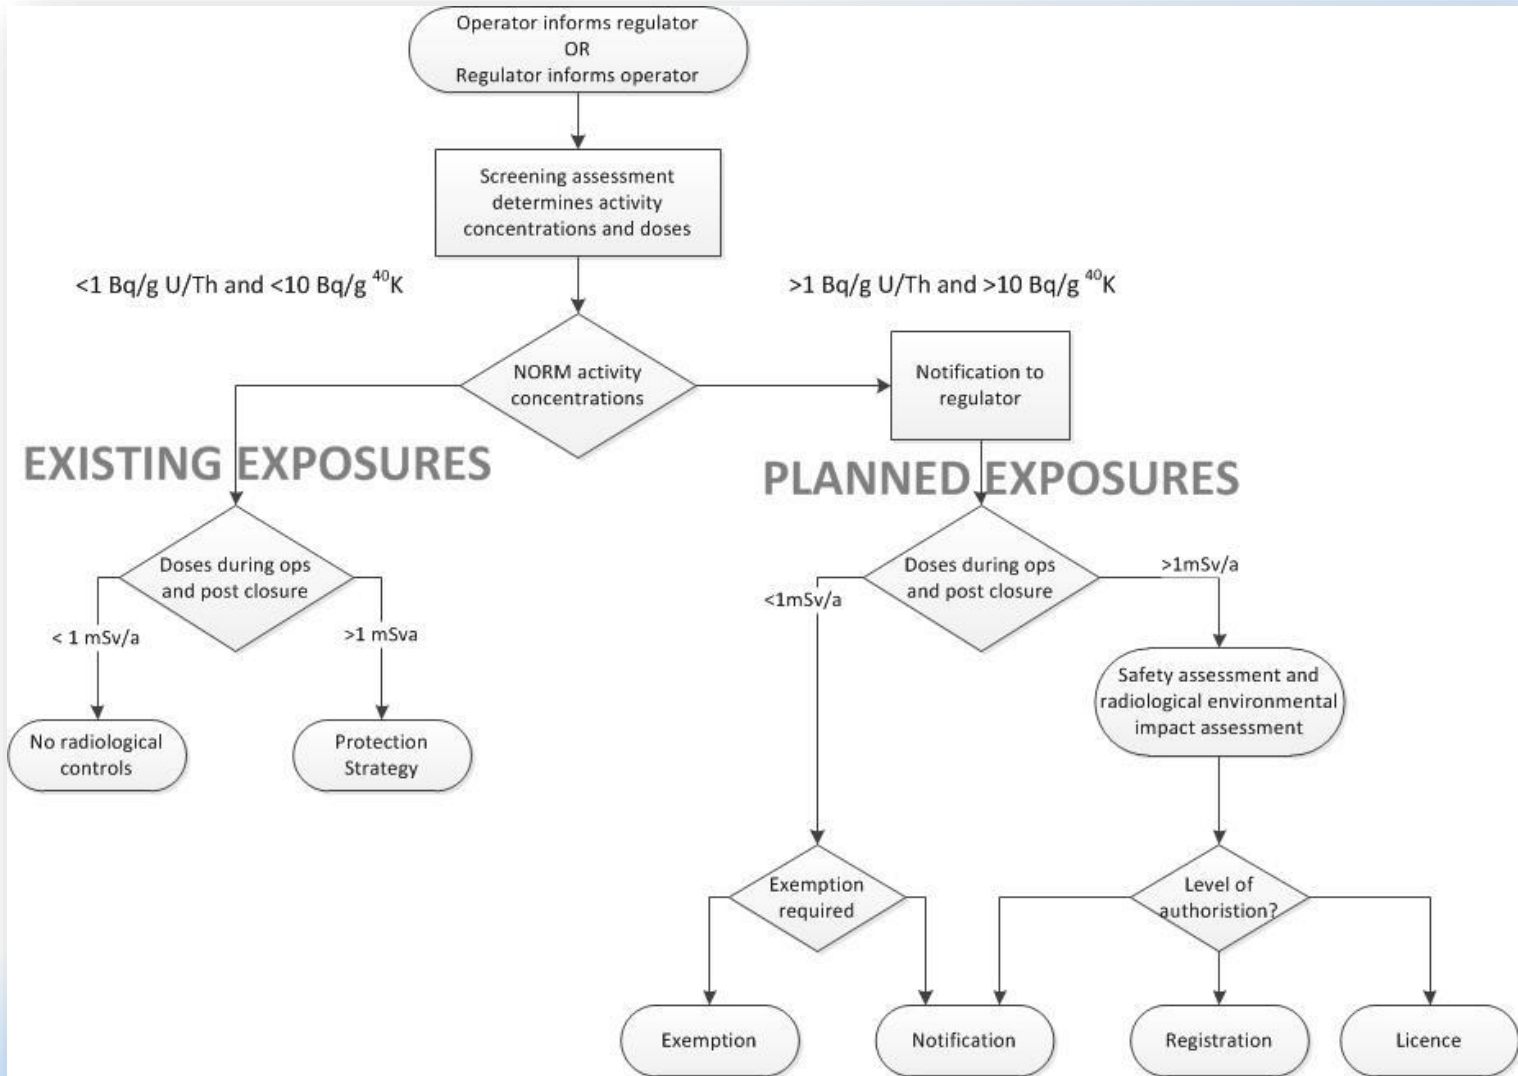 Operator informs regulator
OR
Regulator informs operator
Screening assessment
determines activity
concentrations and doses
<1 Bq/g U/Th and <10 Bq/g ⁴⁰K
>1 Bq/g U/Th and >10 Bq/g ⁴⁰K
NORM activity
concentrations
Notification to
regulator
EXISTING EXPOSURES
PLANNED EXPOSURES
Doses during ops
and post closure
< 1 mSv/a
>1 mSva
No radiological
controls
Protection
Strategy
Doses during ops
and post closure
<1mSv/a
>1mSv/a
Safety assessment and
radiological environmental
impact assessment
Exemption
required
Level of
authoristion?
Exemption
Notification
Registration
Licence